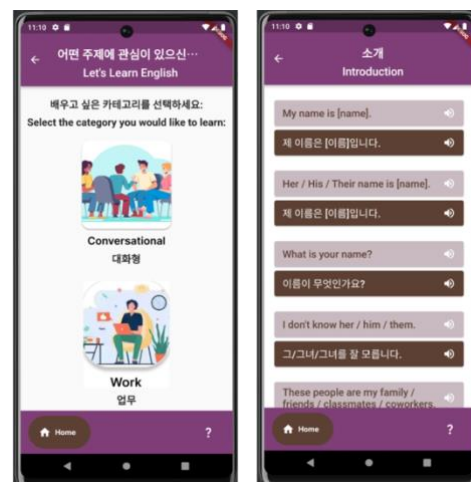 11:10
어떤 주제에 관심이 있으신…
Let's Learn English
배우고 싶은 카테고리를 선택하세요:
Select the category you would like to learn:
Conversational
대화형
Work
업무
Home
?
11:10
소개
Introduction
My name is [name].
제 이름은 [이름]입니다.
Her / His / Their name is [name].
제 이름은 [이름]입니다.
What is your name?
이름이 무엇인가요?
I don't know her / him / them.
그/그녀/그녀를 잘 모릅니다.
These people are my family /
friends / classmates / coworkers.
Home
?